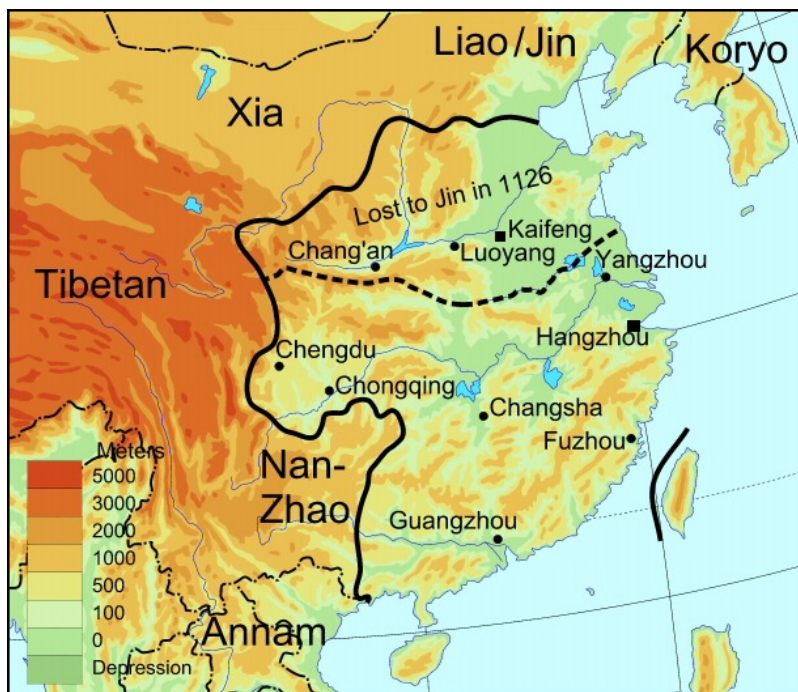 Liao/Jin
Koryo
Xia
Lost to Jin in 1126
Kaifeng
Chang'an
Luoyang
Yangzhou
Tibetan
Hangzhou
Chengdu
Chongqing
Changsha
Fuzhou
Nan-
Zhao
Guangzhou
Annam
Meters
5000
3000
2000
1000
500
100
0
Depression